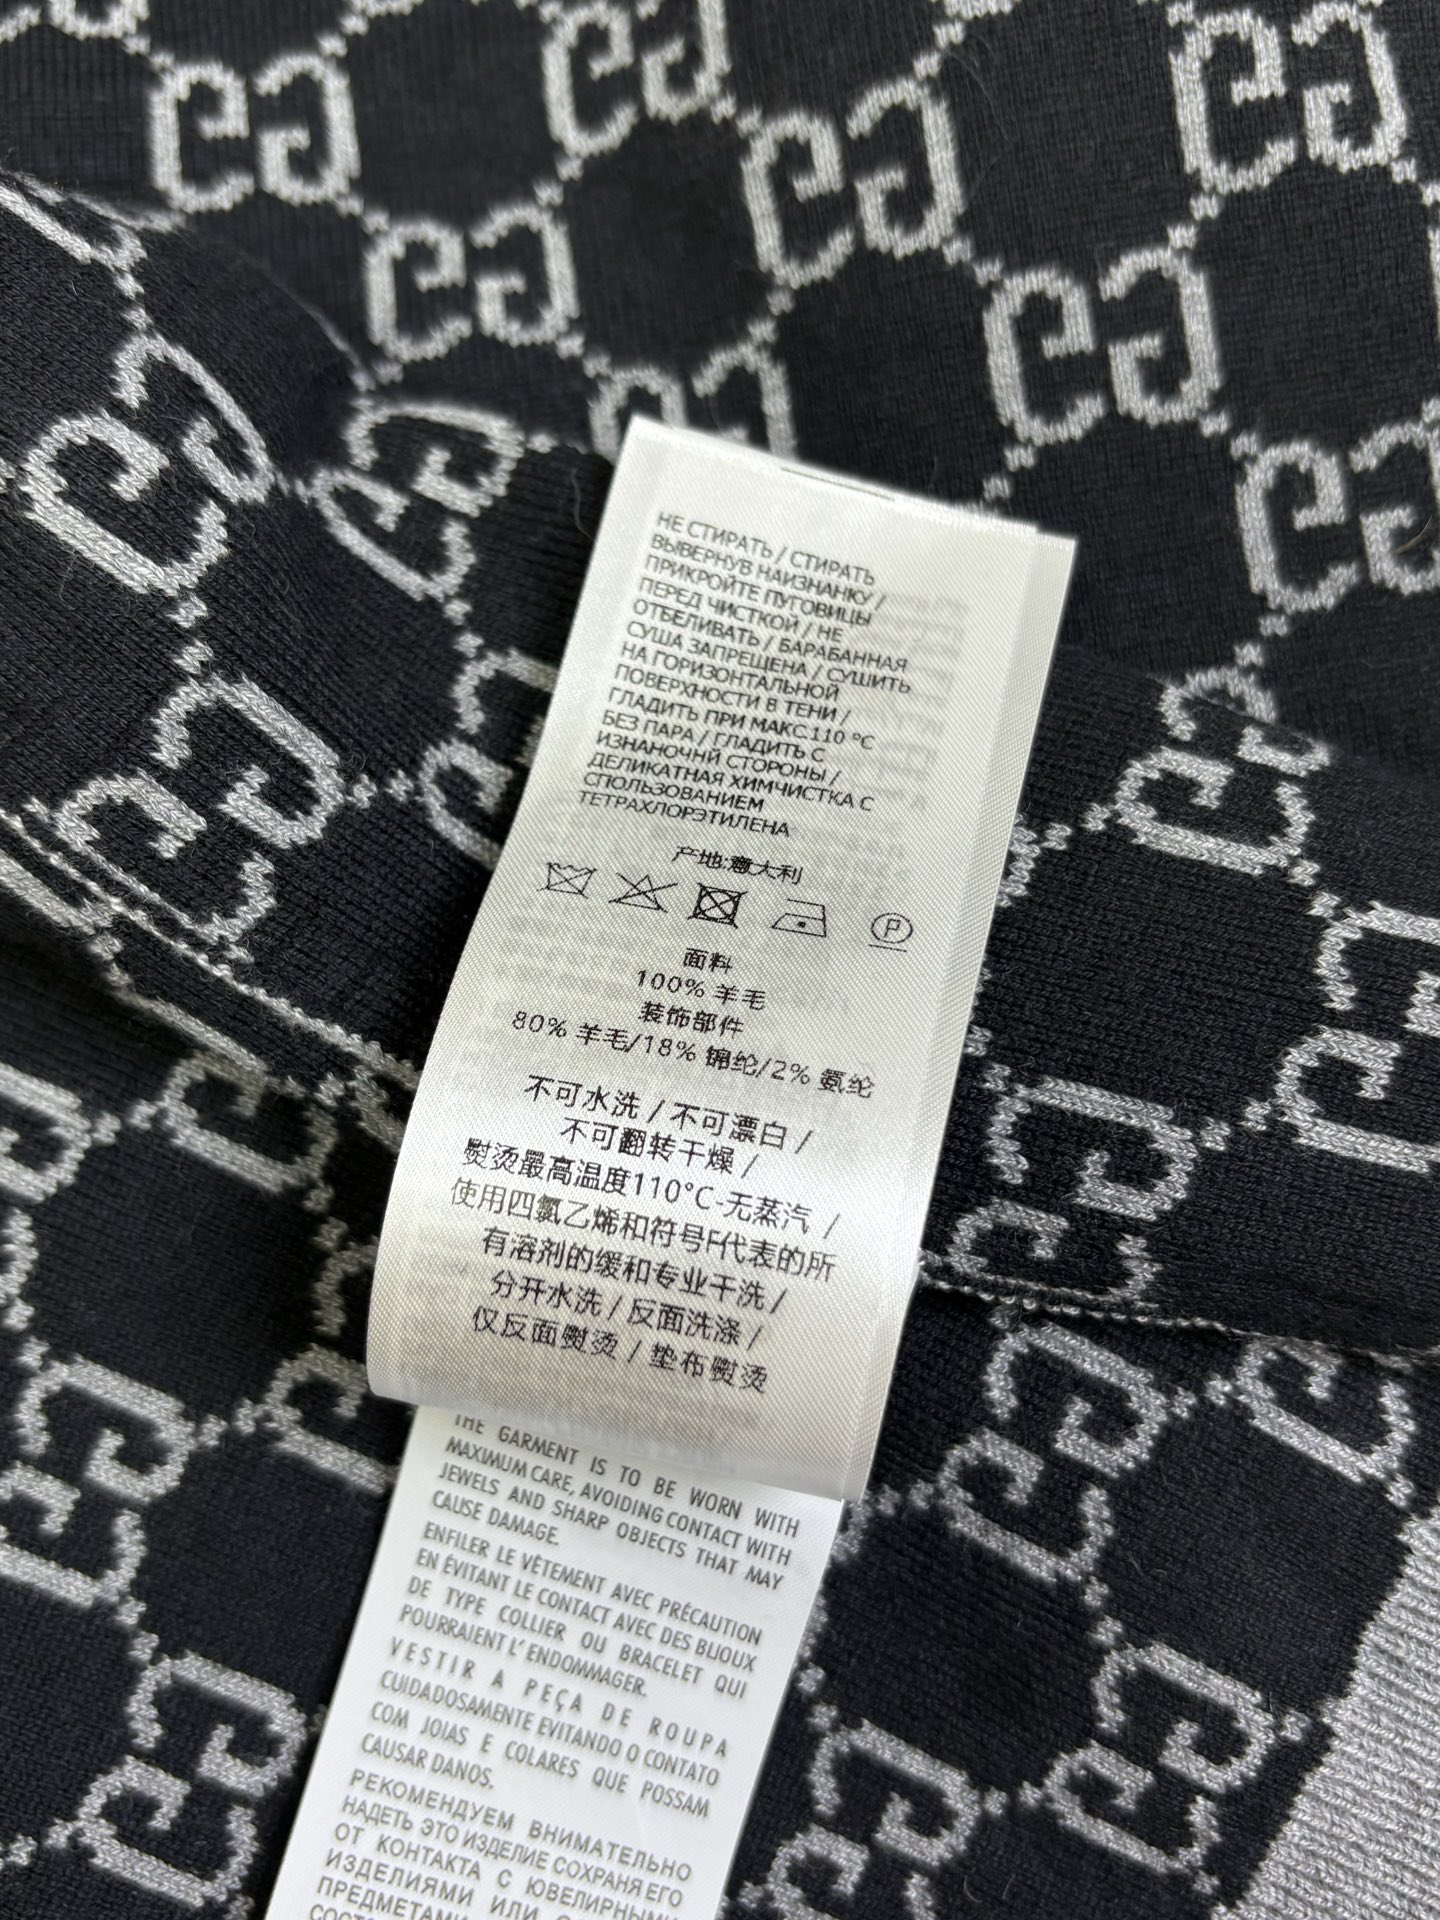 НЕ СТИРАТЬ / СТИРАТЬ
ВЫВЕРНУВ НАИЗНАНКУ /
ПРИКРОЙТЕ ПУГОВИЦЫ
ПЕРЕД ЧИСТКОЙ / НЕ
ОТБЕЛИВАТЬ / БАРАБАННАЯ
СУША ЗАПРЕЩЕНА / СУШИТЬ
НА ГОРИЗОНТАЛЬНОЙ
ПОВЕРХНОСТИ В ТЕНИ /
ГЛАДИТЬ ПРИ МАКС.110 °C
БЕЗ ПАРА / ГЛАДИТЬ С
ИЗНАНОЧНЙ СТОРОНЫ /
ДЕЛИКАТНАЯ ХИМЧИСТКА С
СПОЛЬЗОВАНИЕМ
ТЕТРАХЛОРЭТИЛЕНА
产地:意大利
P
面料
100% 羊毛
装饰部件
80% 羊毛/18% 锦纶/2% 氨纶
不可水洗 / 不可漂白 /
不可翻转干燥 /
熨烫最高温度110°C-无蒸汽 /
使用四氯乙烯和符号F代表的所
有溶剂的缓和专业干洗 /
分开水洗 / 反面洗涤 /
仅反面熨烫 / 垫布熨烫
THE GARMENT IS TO BE WORN WITH
MAXIMUM CARE, AVOIDING CONTACT WITH
JEWELS AND SHARP OBJECTS THAT MAY
CAUSE DAMAGE.
ENFILER LE VÊTEMENT AVEC PRÉCAUTION
EN ÉVITANT LE CONTACT AVEC DES BIJOUX
DE TYPE COLLIER OU BRACELET QUI
POURRAIENT L'ENDOMMAGER.
VESTIR A PEÇA DE ROUPA
CUIDADOSAMENTE EVITANDO O CONTATO
COM JOIAS E COLARES QUE POSSAM
CAUSAR DANOS.
РЕКОМЕНДУЕМ ВНИМАТЕЛЬНО
НАДЕТЬ ЭТО ИЗДЕЛИЕ СОХРАНЯ ЕГО
ОТ КОНТАКТА С ЮВЕЛИРНЫМИ
ИЗДЕЛИЯМИ ИЛИ
ПРЕДМЕТАМИ